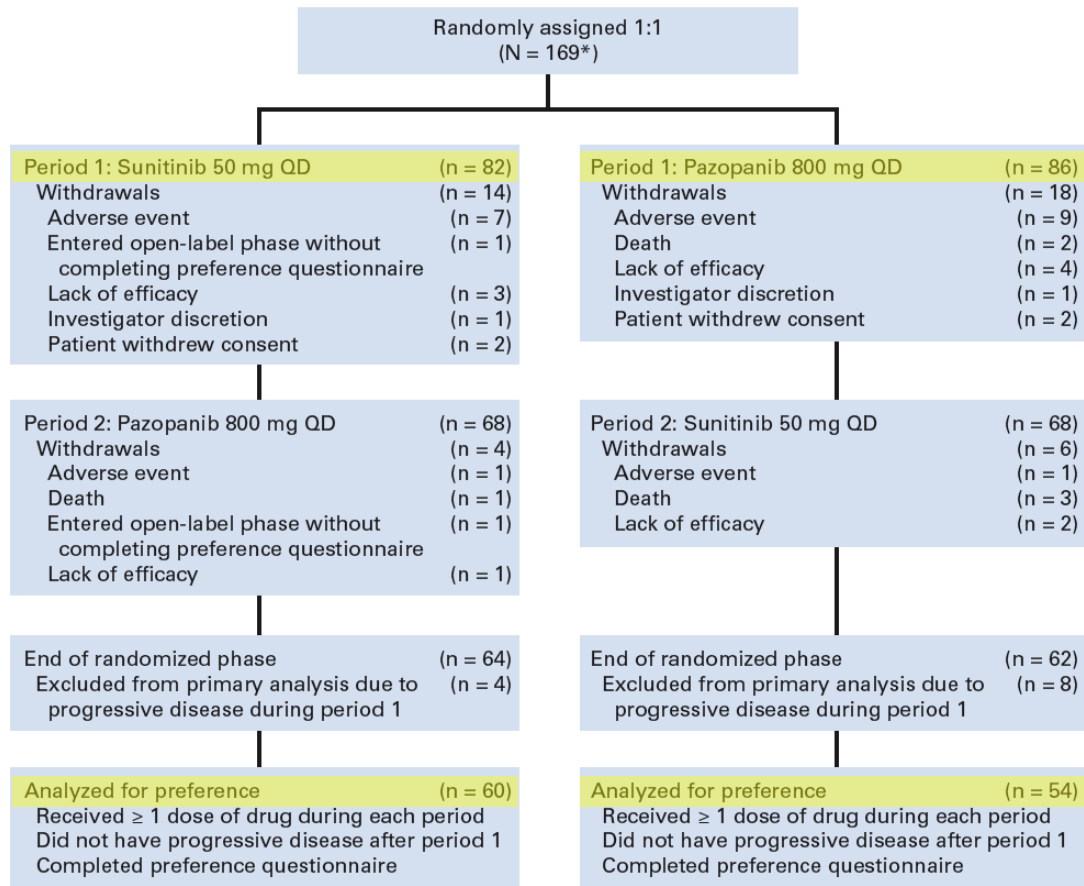 Randomly assigned 1:1
(N = 169*)
Period 1: Sunitinib 50 mg QD (n = 82)
Withdrawals (n = 14)
Adverse event (n = 7)
Entered open-label phase without (n = 1)
completing preference questionnaire
Lack of efficacy (n = 3)
Investigator discretion (n = 1)
Patient withdrew consent (n = 2)
Period 2: Pazopanib 800 mg QD (n = 68)
Withdrawals (n = 4)
Adverse event (n = 1)
Death (n = 1)
Entered open-label phase without (n = 1)
completing preference questionnaire
Lack of efficacy (n = 1)
End of randomized phase (n = 64)
Excluded from primary analysis due to (n = 4)
progressive disease during period 1
Analyzed for preference (n = 60)
Received ≥ 1 dose of drug during each period
Did not have progressive disease after period 1
Completed preference questionnaire
Period 1: Pazopanib 800 mg QD (n = 86)
Withdrawals (n = 18)
Adverse event (n = 9)
Death (n = 2)
Lack of efficacy (n = 4)
Investigator discretion (n = 1)
Patient withdrew consent (n = 2)
Period 2: Sunitinib 50 mg QD (n = 68)
Withdrawals (n = 6)
Adverse event (n = 1)
Death (n = 3)
Lack of efficacy (n = 2)
End of randomized phase (n = 62)
Excluded from primary analysis due to (n = 8)
progressive disease during period 1
Analyzed for preference (n = 54)
Received ≥ 1 dose of drug during each period
Did not have progressive disease after period 1
Completed preference questionnaire